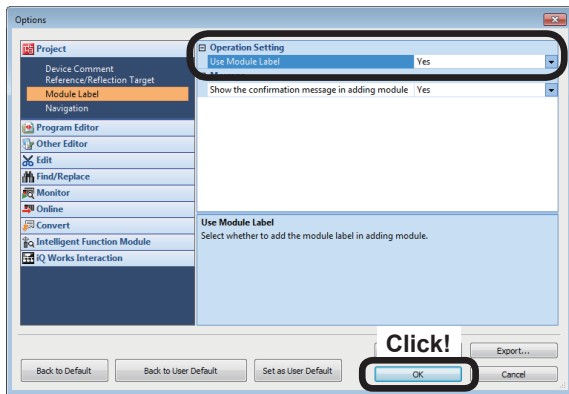 Options
Project
Device Comment
Reference/Reflection Target
Module Label
Navigation
Program Editor
Other Editor
Edit
Find/Replace
Monitor
Online
Convert
Intelligent Function Module
iQ Works Interaction
Operation Setting
Use Module Label Yes
Show the confirmation message in adding module Yes
Use Module Label
Select whether to add the module label in adding module.
Click!
Export...
Back to Default Back to User Default Set as User Default OK Cancel